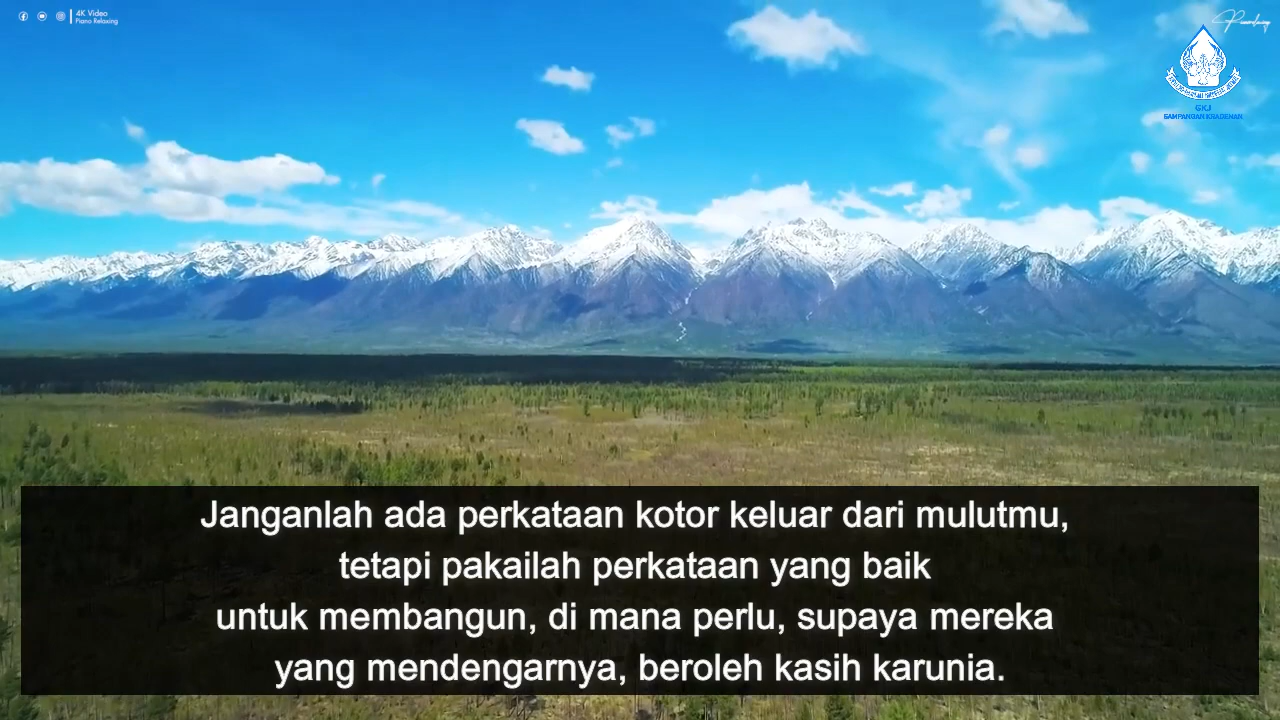 4K Video
Piano Relaxing
GKJ
Janganlah ada perkataan kotor keluar dari mulutmu,
tetapi pakailah perkataan yang baik
untuk membangun, di mana perlu, supaya mereka
yang mendengarnya, beroleh kasih karunia.